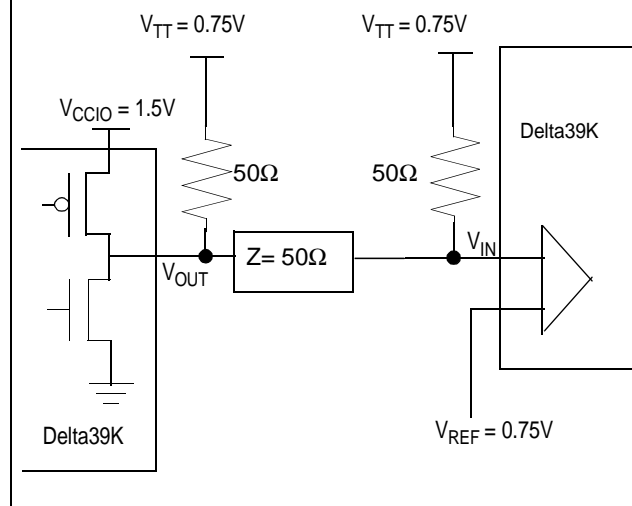 V_TT = 0.75V
V_TT = 0.75V
V_CCIO = 1.5V
Delta39K
50Ω
50Ω
V_IN
V_OUT
Z= 50Ω
V_REF = 0.75V
Delta39K